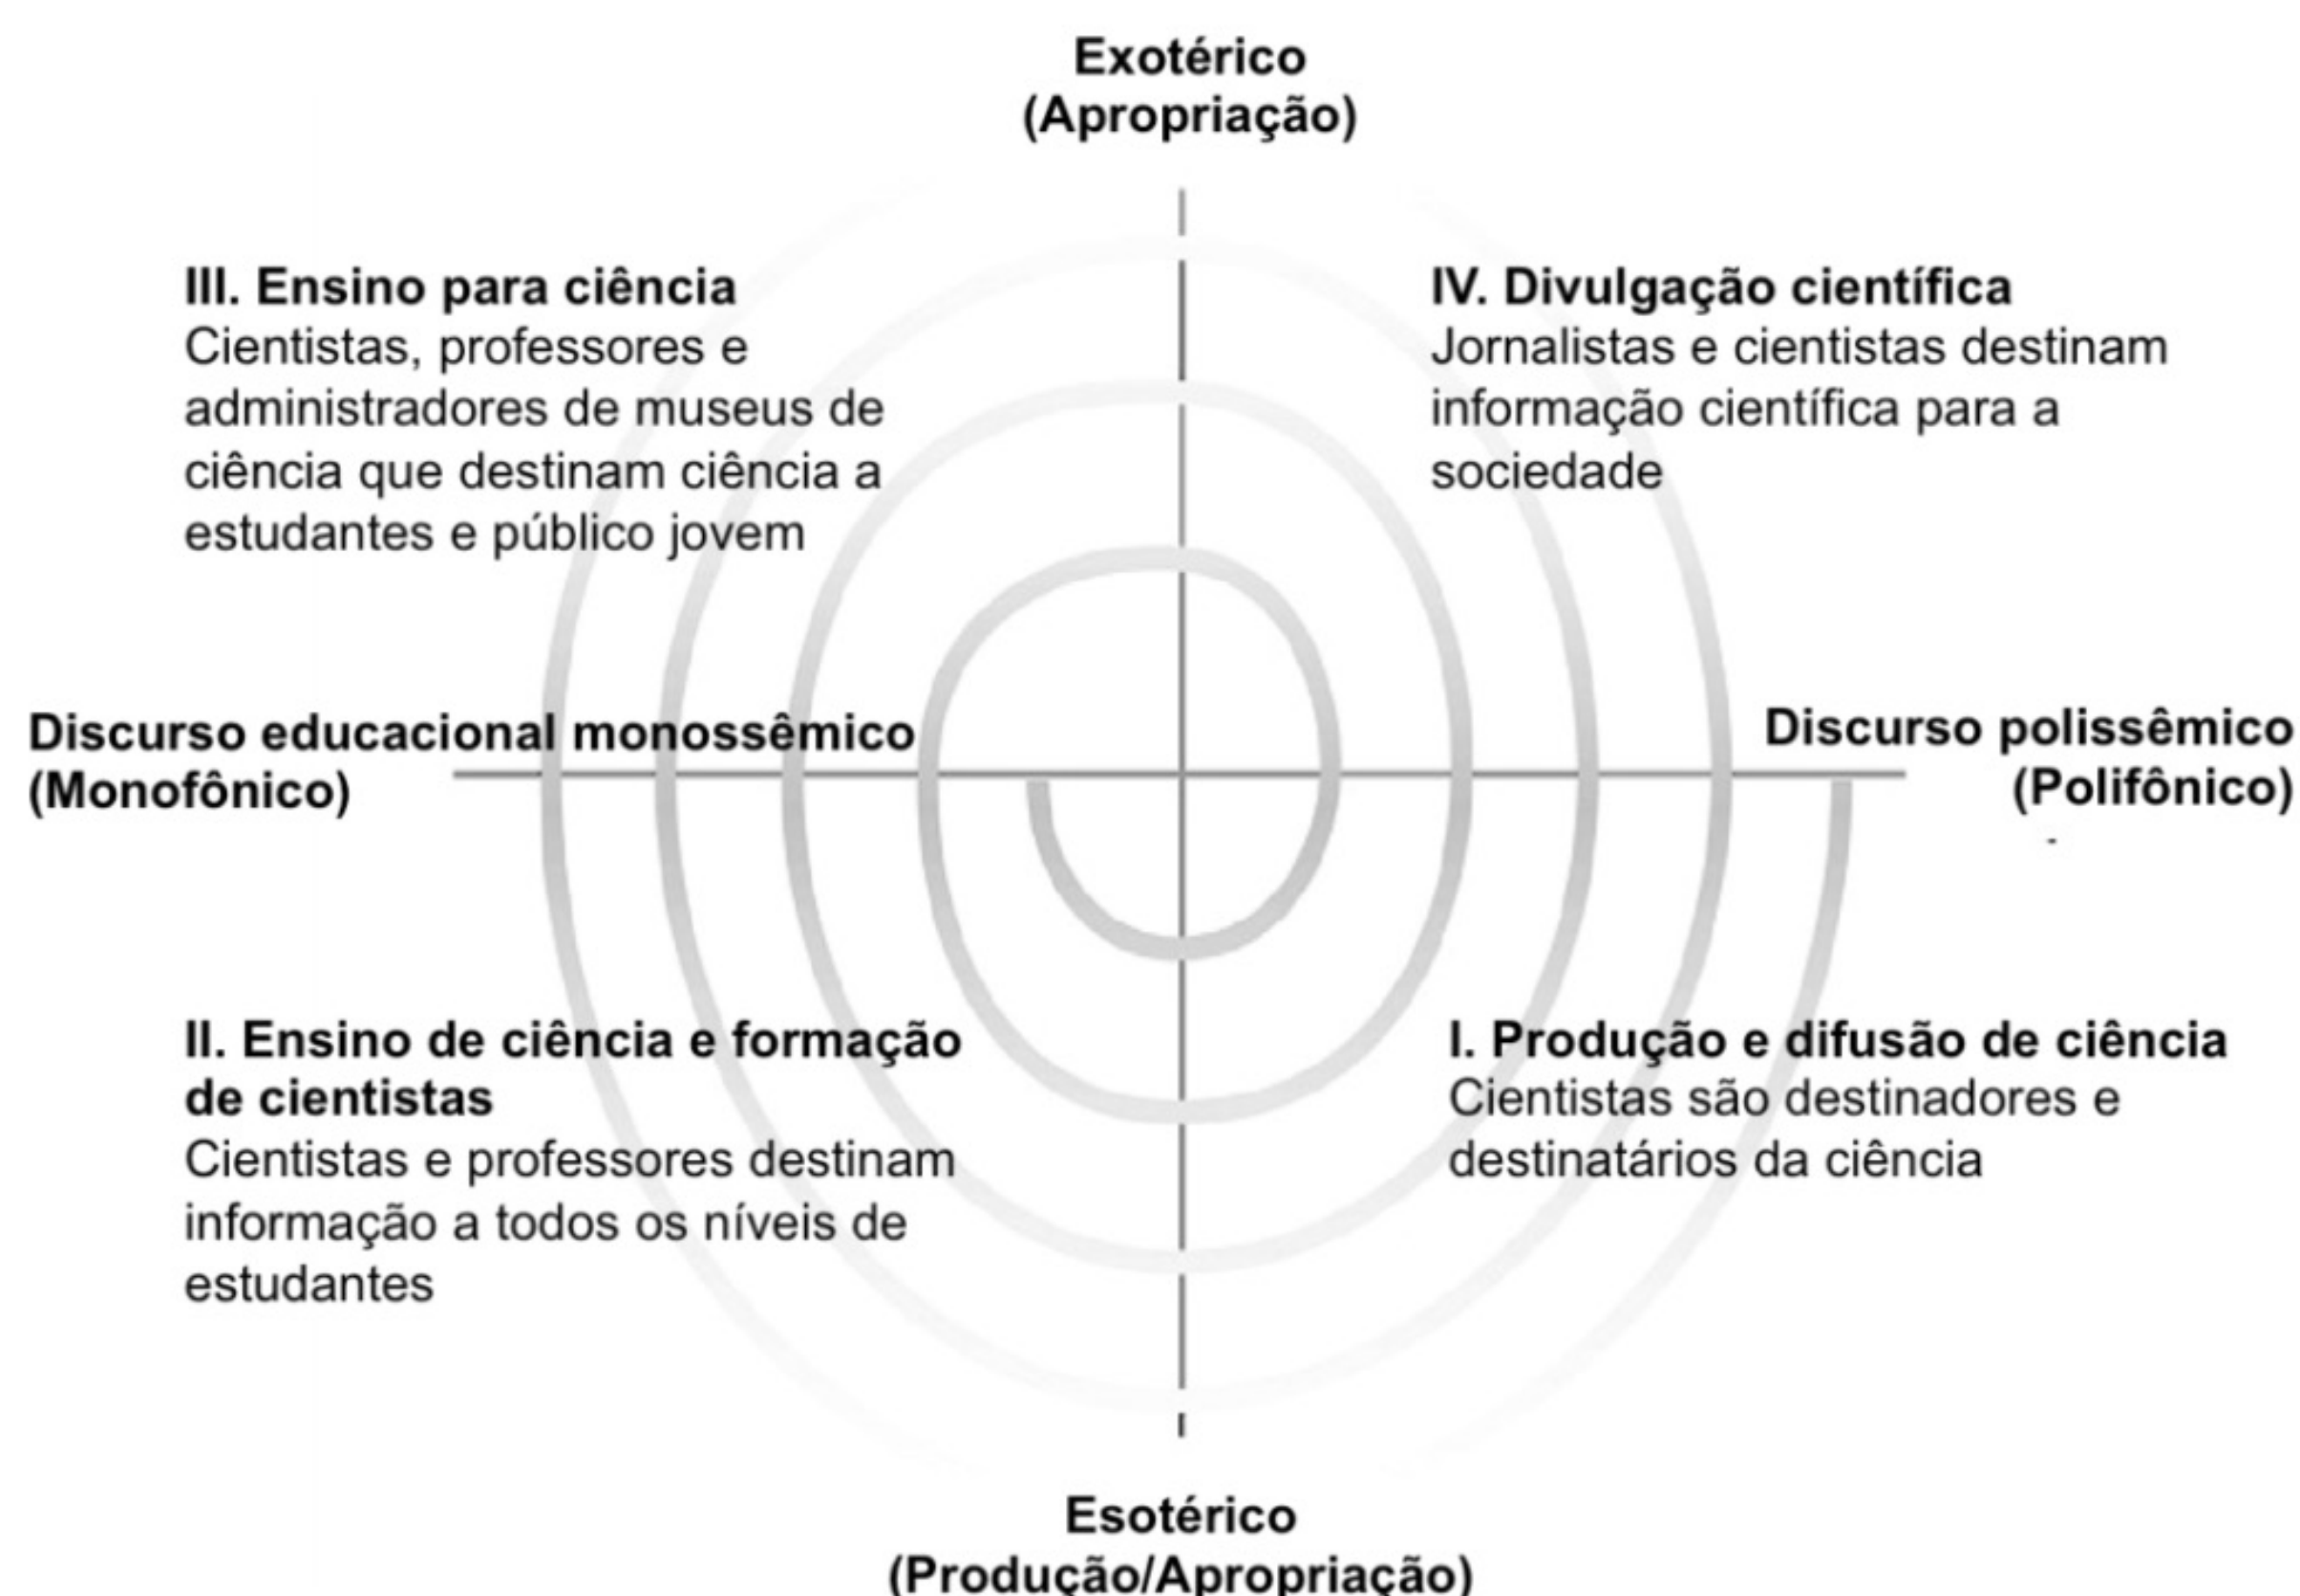 Exotérico
(Apropriação)
III. Ensino para ciência
Cientistas, professores e
administradores de museus de
ciência que destinam ciência a
estudantes e público jovem
IV. Divulgação científica
Jornalistas e cientistas destinam
informação científica para a
sociedade
Discurso educacional monossêmico
(Monofônico)
Discurso polissêmico
(Polifônico)
II. Ensino de ciência e formação
de cientistas
Cientistas e professores destinam
informação a todos os níveis de
estudantes
I. Produção e difusão de ciência
Cientistas são destinadores e
destinatários da ciência
Esotérico
(Produção/Apropriação)